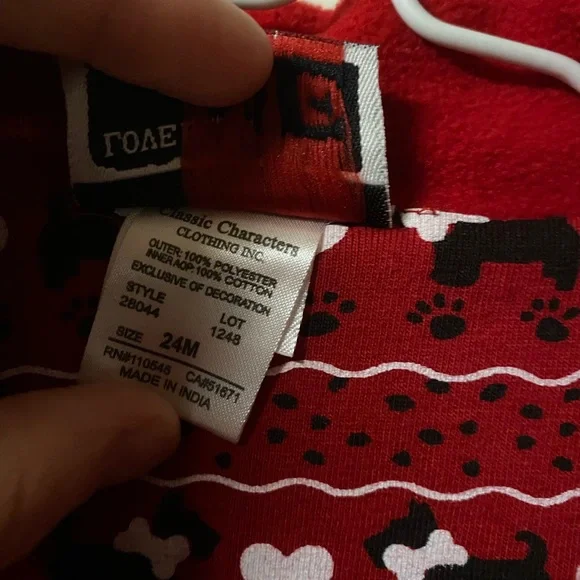 Classic Characters
CLOTHING INC.
OUTER: 100% POLYESTER
INNER AOP: 100% COTTON
EXCLUSIVE OF DECORATION
STYLE LOT
28044 1248
SIZE 24M
RN#110545 CA#51671
MADE IN INDIA